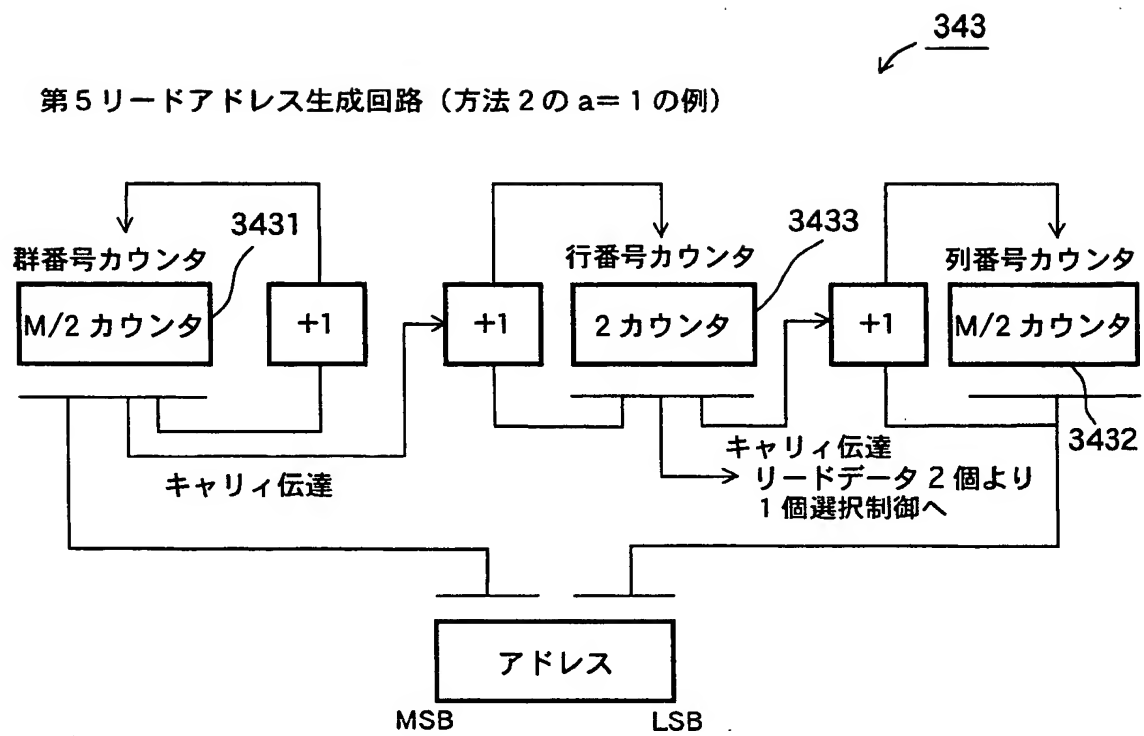 343
第5リードアドレス生成回路（方法2のa=1の例）
3431
3433
群番号カウンタ
行番号カウンタ
列番号カウンタ
M/2 カウンタ
+1
+1
2 カウンタ
+1
M/2 カウンタ
3432
キャリィ伝達
キャリィ伝達
リードデータ2個より
1個選択制御へ
アドレス
MSB
LSB